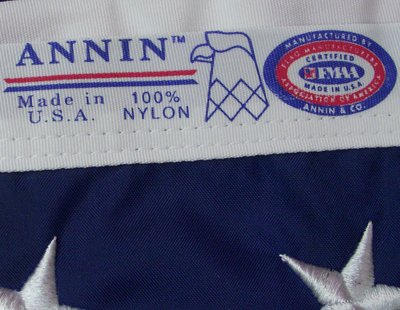 ANNIN™
Made in
U.S.A.
100%
NYLON
MANUFACTURED BY
FLAG MANUFACTURERS
ASSOCIATION OF AMERICA
CERTIFIED
FMAA
MADE IN U.S.A
ANNIN & CO.